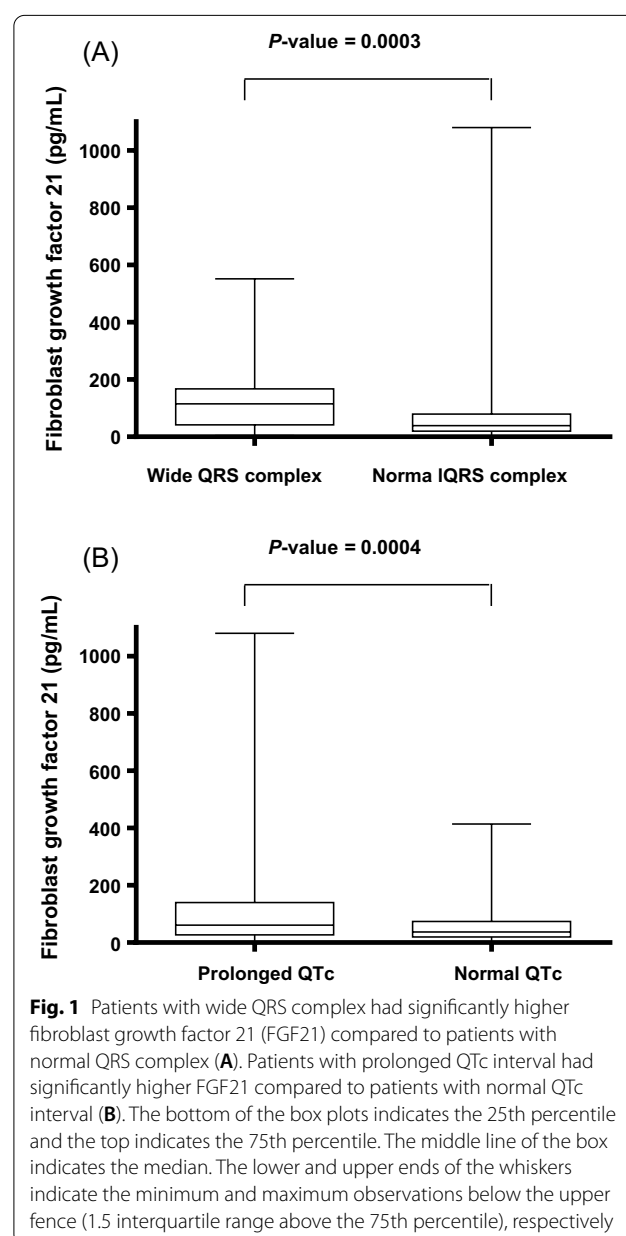 (A)
P-value = 0.0003
Fibroblast growth factor 21 (pg/mL)
1000
800
600
400
200
0
Wide QRS complex
Norma lQRS complex
(B)
P-value = 0.0004
Fibroblast growth factor 21 (pg/mL)
1000
800
600
400
200
0
Prolonged QTc
Normal QTc
Fig. 1 Patients with wide QRS complex had significantly higher
fibroblast growth factor 21 (FGF21) compared to patients with
normal QRS complex (A). Patients with prolonged QTc interval had
significantly higher FGF21 compared to patients with normal QTc
interval (B). The bottom of the box plots indicates the 25th percentile
and the top indicates the 75th percentile. The middle line of the box
indicates the median. The lower and upper ends of the whiskers
indicate the minimum and maximum observations below the upper
fence (1.5 interquartile range above the 75th percentile), respectively